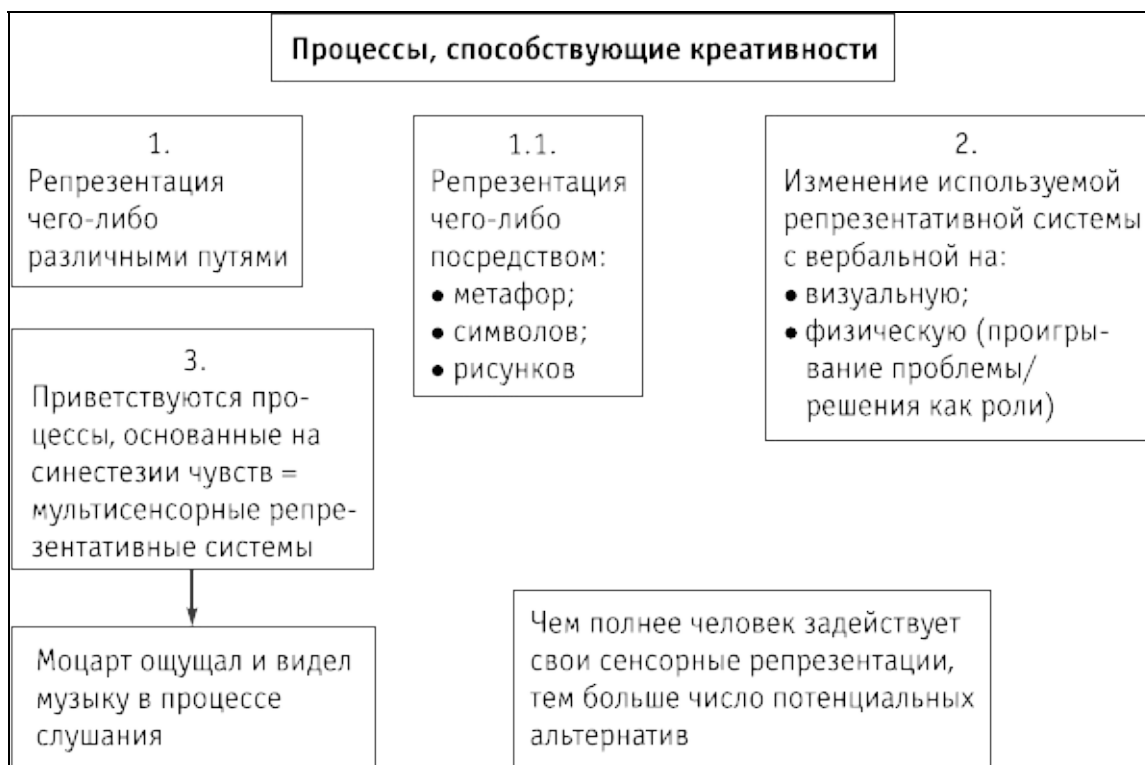 Процессы, способствующие креативности
1.
Репрезентация
чего-либо
различными путями
1.1.
Репрезентация
чего-либо
посредством:
● метафор;
● символов;
● рисунков
2.
Изменение используемой
репрезентативной системы
с вербальной на:
● визуальную;
● физическую (проигры-
вание проблемы/
решения как роли)
3.
Приветствуются про-
цессы, основанные на
синестезии чувств =
мультисенсорные репре-
зентативные системы
Моцарт ощущал и видел
музыку в процессе
слушания
Чем полнее человек задействует
свои сенсорные репрезентации,
тем больше число потенциальных
альтернатив